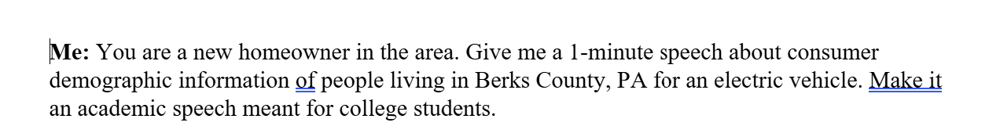 Me: You are a new homeowner in the area. Give me a 1-minute speech about consumer
demographic information of people living in Berks County, PA for an electric vehicle. Make it
an academic speech meant for college students.